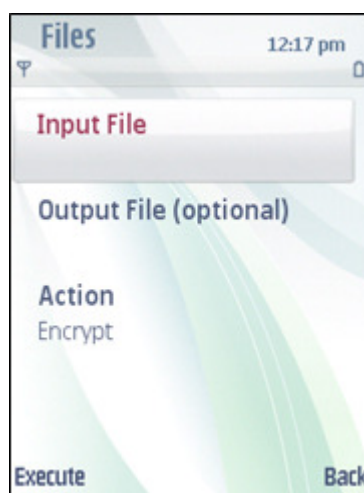 Files
12:17 pm
Input File
Output File (optional)
Action
Encrypt
Execute
Back